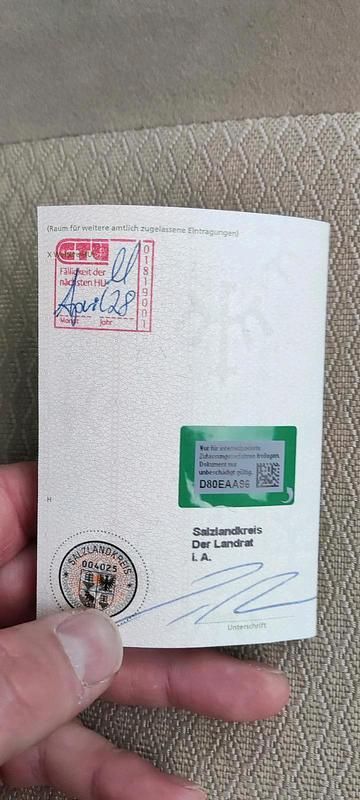 (Raum für weitere amtlich zugelassene Eintragungen)
X
GTÜ
Fälligkeit der
nächsten HU
April 28
Monat Jahr
01819001
Nur für internetbasierte
Zulassungsverfahren freilegen.
Dokument nur
unbeschädigt gültig.
D80EAA96
H
SALZLANDKREIS
004025
Salzlandkreis
Der Landrat
i. A.
Unterschrift